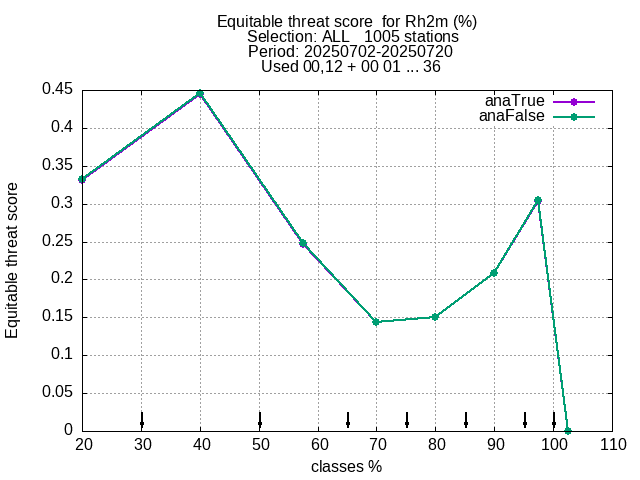 Equitable threat score  for Rh2m (%)
Selection: ALL   1005 stations
Period: 20250702-20250720
Used 00,12 + 00 01 ... 36
anaTrue
anaFalse
Equitable threat score
0.45
0.4
0.35
0.3
0.25
0.2
0.15
0.1
0.05
0
20 30 40 50 60 70 80 90 100 110
classes %